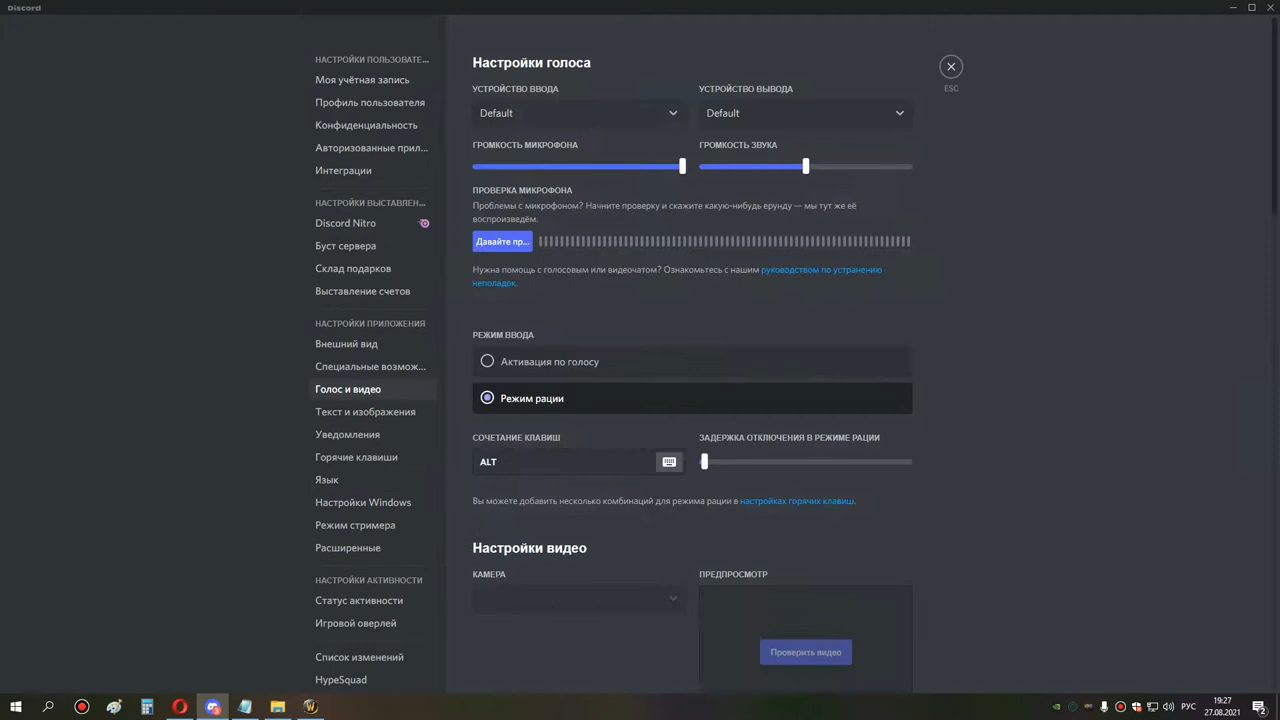 Discord
НАСТРОЙКИ ПОЛЬЗОВАТЕ...
Моя учётная запись
Профиль пользователя
Конфиденциальность
Авторизованные прил...
Интеграции
НАСТРОЙКИ ВЫСТАВЛЕН...
Discord Nitro
Буст сервера
Склад подарков
Выставление счетов
НАСТРОЙКИ ПРИЛОЖЕНИЯ
Внешний вид
Специальные возмож...
Голос и видео
Текст и изображения
Уведомления
Горячие клавиши
Язык
Настройки Windows
Режим стримера
Расширенные
НАСТРОЙКИ АКТИВНОСТИ
Статус активности
Игровой оверлей
Список изменений
HypeSquad
Настройки голоса
УСТРОЙСТВО ВВОДА
УСТРОЙСТВО ВЫВОДА
Default
Default
ГРОМКОСТЬ МИКРОФОНА
ГРОМКОСТЬ ЗВУКА
ПРОВЕРКА МИКРОФОНА
Проблемы с микрофоном? Начните проверку и скажите какую-нибудь ерунду — мы тут же её
воспроизведём.
Давайте пр...
Нужна помощь с голосовым или видеочатом? Ознакомьтесь с нашим руководством по устранению
неполадок.
РЕЖИМ ВВОДА
Активация по голосу
Режим рации
СОЧЕТАНИЕ КЛАВИШ
ЗАДЕРЖКА ОТКЛЮЧЕНИЯ В РЕЖИМЕ РАЦИИ
ALT
Вы можете добавить несколько комбинаций для режима рации в настройках горячих клавиш.
Настройки видео
КАМЕРА
ПРЕДПРОСМОТР
Проверить видео
ESC
РУС
19:27
27.08.2021
2